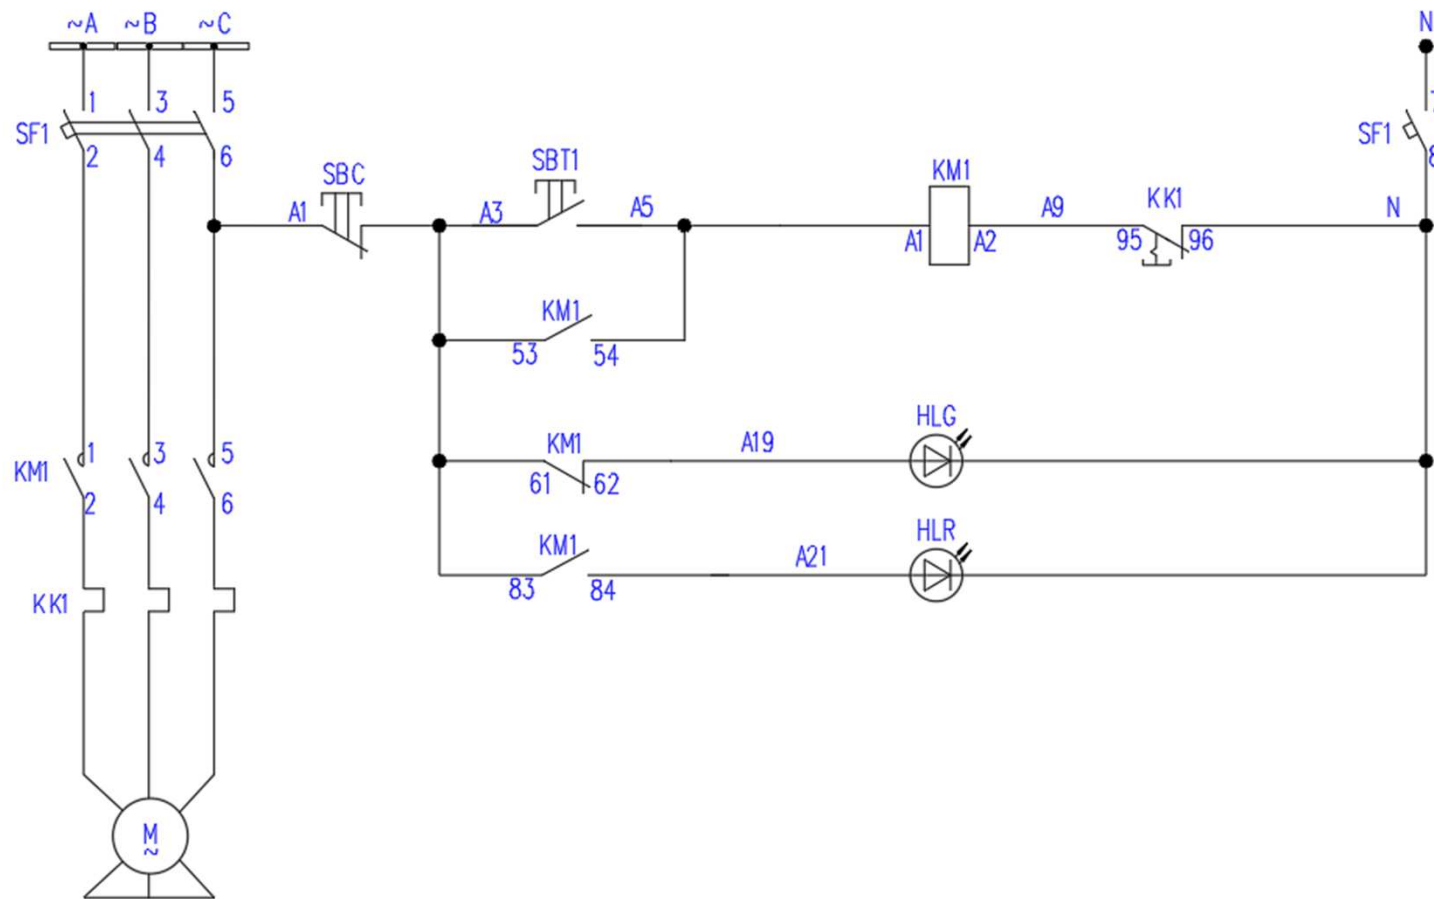 ~A ~B ~C N
1 3 5
SF1 SF1
2 4 6
SBC SBT1 KM1
A1 A3 A5 A9 KK1 N
A1 A2 95 96
KM1
53 54
HLG
KM1 A19
1 3 5
KM1
61 62
2 4 6
HLR
KM1 A21
83 84
KK1
M
~